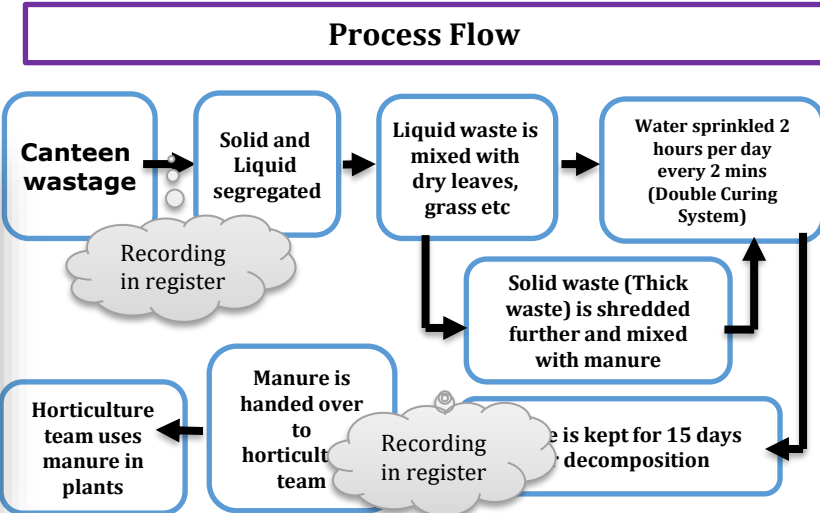 Process Flow
Canteen
wastage
Solid and
Liquid
segregated
Liquid waste is
mixed with
dry leaves,
grass etc
Water sprinkled 2
hours per day
every 2 mins
(Double Curing
System)
Recording
in register
Solid waste (Thick
waste) is shredded
further and mixed
with manure
Horticulture
team uses
manure in
plants
Manure is
handed over
to
horticult
team
Recording
in register
e is kept for 15 days
r decomposition